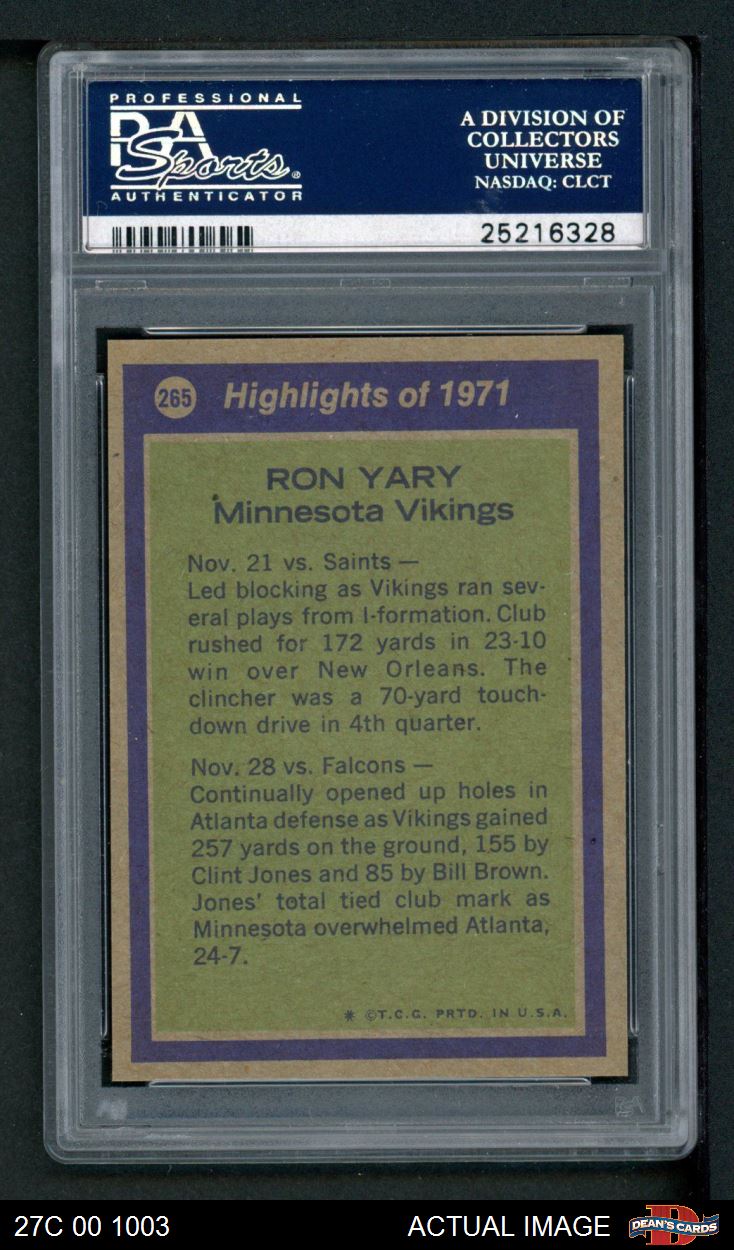 PROFESSIONAL
PSA
Sports®
AUTHENTICATOR
A DIVISION OF
COLLECTORS
UNIVERSE
NASDAQ: CLCT
25216328
265 Highlights of 1971
RON YARY
Minnesota Vikings
Nov. 21 vs. Saints —
Led blocking as Vikings ran sev-
eral plays from I-formation. Club
rushed for 172 yards in 23-10
win over New Orleans. The
clincher was a 70-yard touch-
down drive in 4th quarter.
Nov. 28 vs. Falcons —
Continually opened up holes in
Atlanta defense as Vikings gained
257 yards on the ground, 155 by
Clint Jones and 85 by Bill Brown.
Jones' total tied club mark as
Minnesota overwhelmed Atlanta,
24-7.
* ©T.C.G. PRTD. IN U.S.A.
PSA
27C 00 1003
ACTUAL IMAGE
D
DEAN'S CARDS